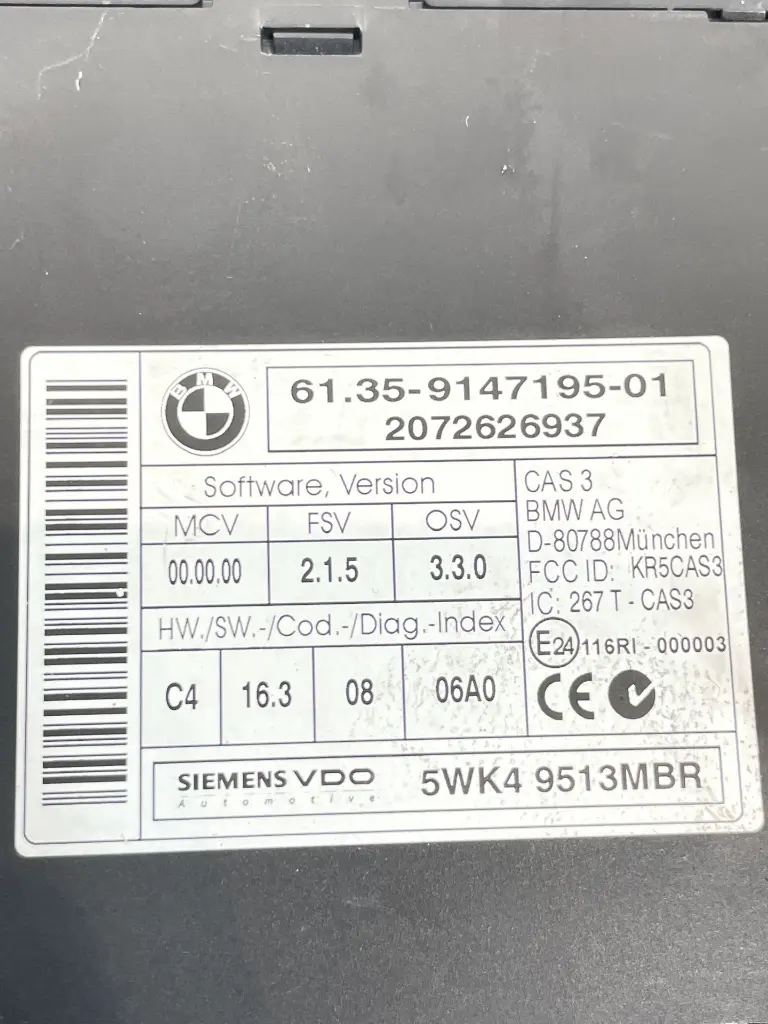 BMW
61.35-9147195-01
2072626937
Software, Version
MCV FSV OSV
00.00.00 2.1.5 3.3.0
HW./SW.-/Cod.-/Diag.-Index
C4 16.3 08 06A0
CAS 3
BMW AG
D-80788München
FCC ID: KR5CAS3
IC: 267 T - CAS3
E24 116RI - 000003
CE
SIEMENS VDO
Automotive
5WK4 9513MBR